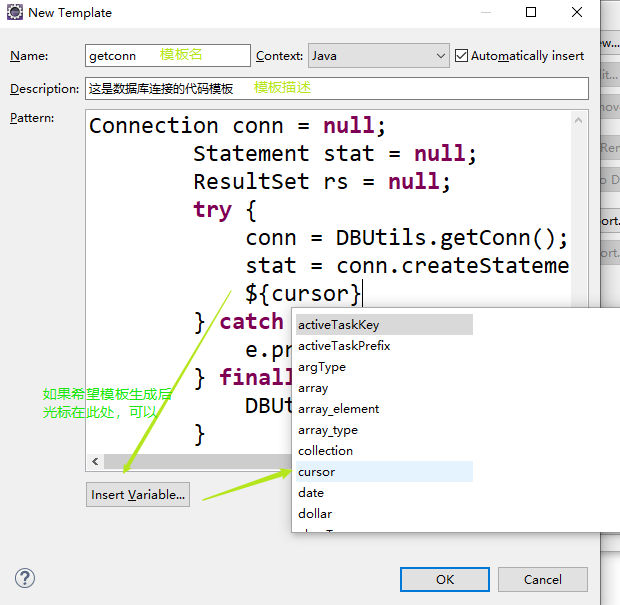 New Template
Name:
getconn
模板名
Context:
Java
Automatically insert
Description:
这是数据库连接的代码模板
模板描述
Pattern:
Connection conn = null;
Statement stat = null;
ResultSet rs = null;
try {
conn = DBUtils.getConn();
stat = conn.createStateme
${cursor}
} catch
e.pr
} finall
DBUt
}
如果希望模板生成后
光标在此处，可以
Insert Variable...
activeTaskKey
activeTaskPrefix
argType
array
array_element
array_type
collection
cursor
date
dollar
OK
Cancel